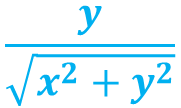 y
√x² + y²